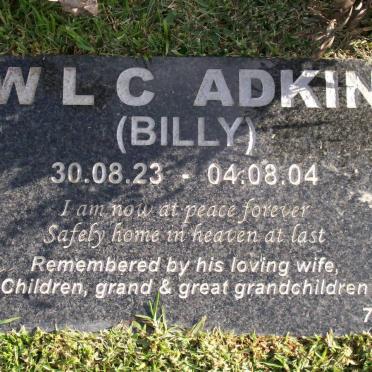 W L C ADKIN
(BILLY)
30.08.23 - 04.08.04
I am now at peace forever
Safely home in heaven at last
Remembered by his loving wife,
Children, grand & great grandchildren
7